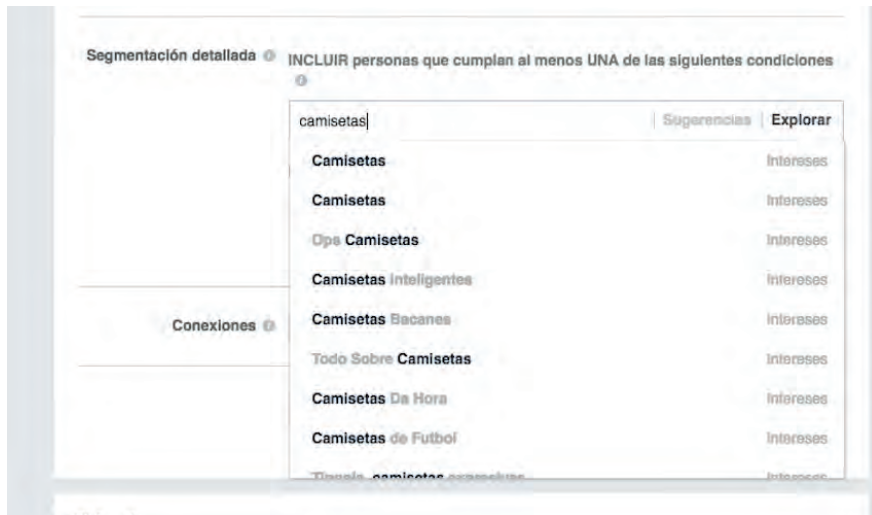 Segmentación detallada
INCLUIR personas que cumplan al menos UNA de las siguientes condiciones
camisetas
Sugerencias
Explorar
Camisetas Intereses
Camisetas Intereses
Ops Camisetas Intereses
Camisetas Inteligentes Intereses
Camisetas Bacanes Intereses
Conexiones
Todo Sobre Camisetas Intereses
Camisetas Da Hora Intereses
Camisetas de Futbol Intereses
camisetas